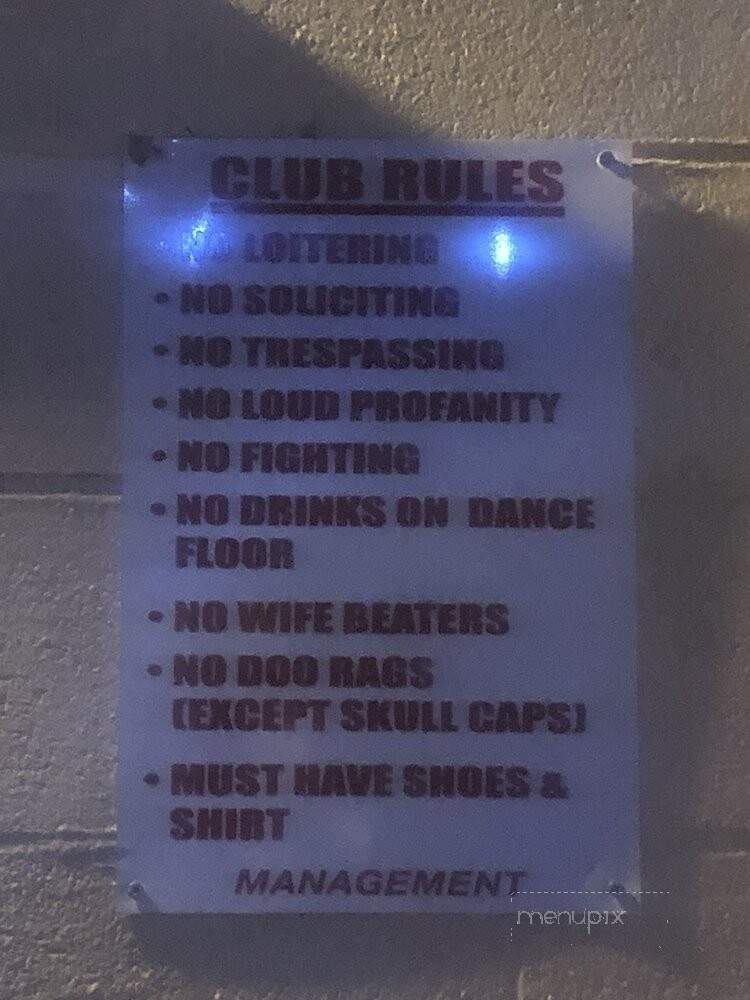 CLUB RULES
NO LOITERING
• NO SOLICITING
• NO TRESPASSING
• NO LOUD PROFANITY
• NO FIGHTING
• NO DRINKS ON DANCE
FLOOR
• NO WIFE BEATERS
• NO DOO RAGS
(EXCEPT SKULL CAPS)
• MUST HAVE SHOES &
SHIRT
MANAGEMENT
menupix